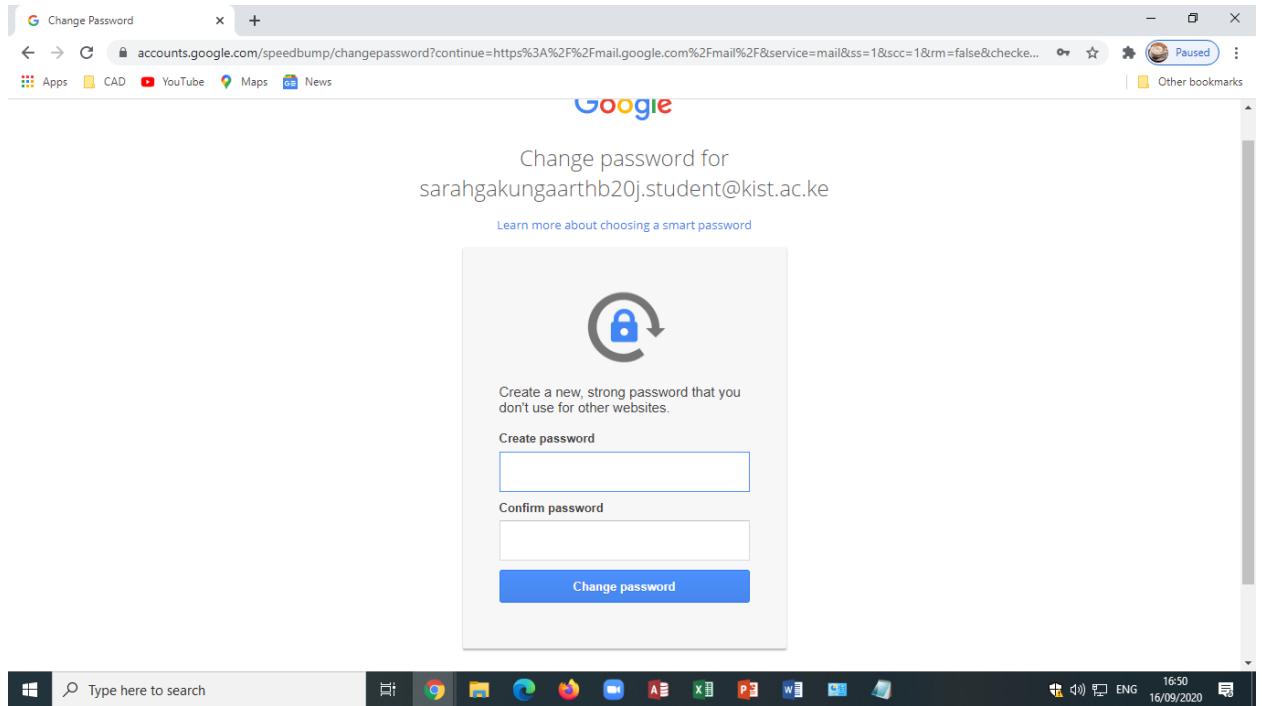 Change Password
accounts.google.com/speedbump/changepassword?continue=https%3A%2F%2Fmail.google.com%2Fmail%2F&service=mail&ss=1&scc=1&rm=false&checke...
Paused
Apps CAD YouTube Maps News Other bookmarks
Google
Change password for
sarahgakungaarthb20j.student@kist.ac.ke
Learn more about choosing a smart password
Create a new, strong password that you
don't use for other websites.
Create password
Confirm password
Change password
Type here to search
ENG
16:50
16/09/2020